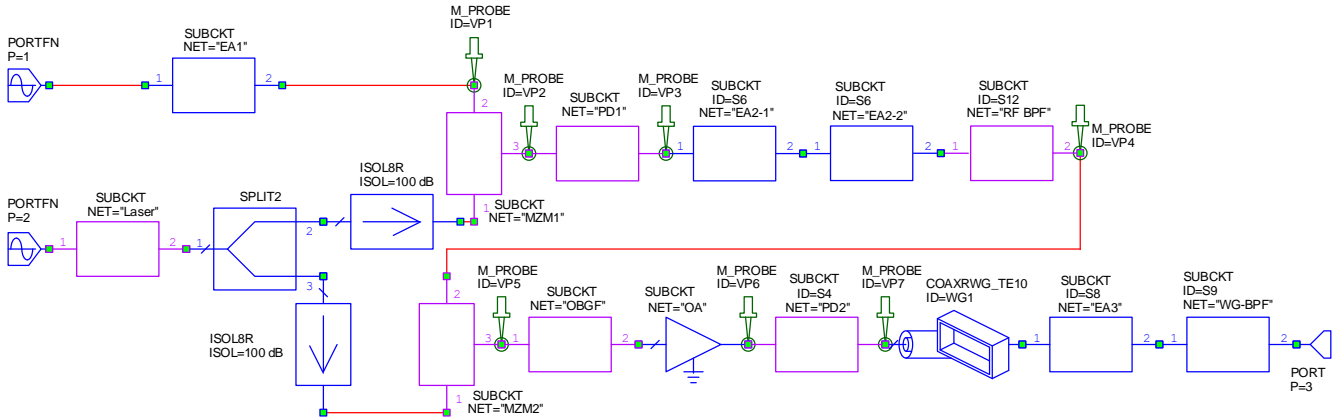 M_PROBE
ID=VP1
PORTFN
P=1
SUBCKT
NET="EA1"
1
2
2
M_PROBE
ID=VP2
SUBCKT
NET="PD1"
M_PROBE
ID=VP3
SUBCKT
ID=S6
NET="EA2-1"
SUBCKT
ID=S6
NET="EA2-2"
SUBCKT
ID=S12
NET="RF BPF"
M_PROBE
ID=VP4
3
1
2
1
2
1
2
ISOL8R
ISOL=100 dB
1
SUBCKT
NET="MZM1"
PORTFN
P=2
SUBCKT
NET="Laser"
SPLIT2
1
2
1
2
3
ISOL8R
ISOL=100 dB
2
3
1
SUBCKT
NET="MZM2"
M_PROBE
ID=VP5
SUBCKT
NET="OBGF"
1
2
SUBCKT
NET="OA"
M_PROBE
ID=VP6
SUBCKT
ID=S4
NET="PD2"
M_PROBE
ID=VP7
COAXRWG_TE10
ID=WG1
SUBCKT
ID=S8
NET="EA3"
1
2
SUBCKT
ID=S9
NET="WG-BPF"
1
2
PORT
P=3